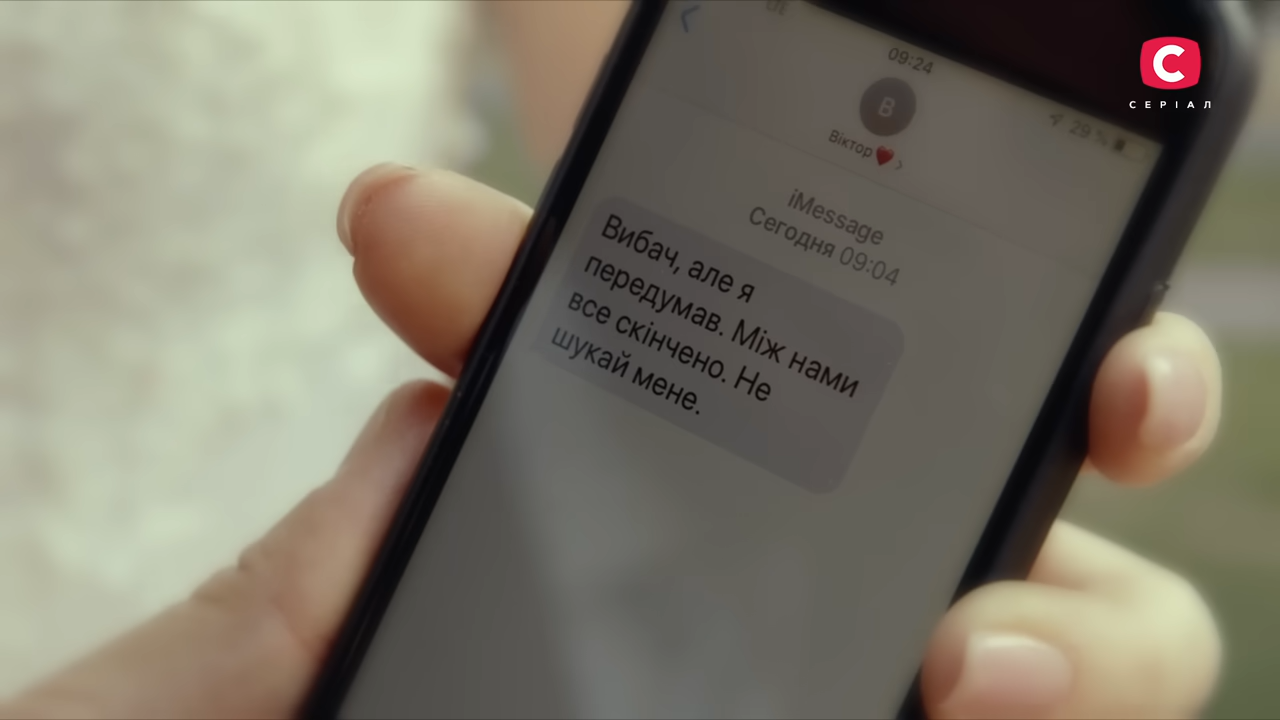 LTE
09:24
29 %
В
Віктор❤️
iMessage
Сегодня 09:04
Вибач, але я
передумав. Між нами
все скінчено. Не
шукай мене.
С
СЕРІАЛ